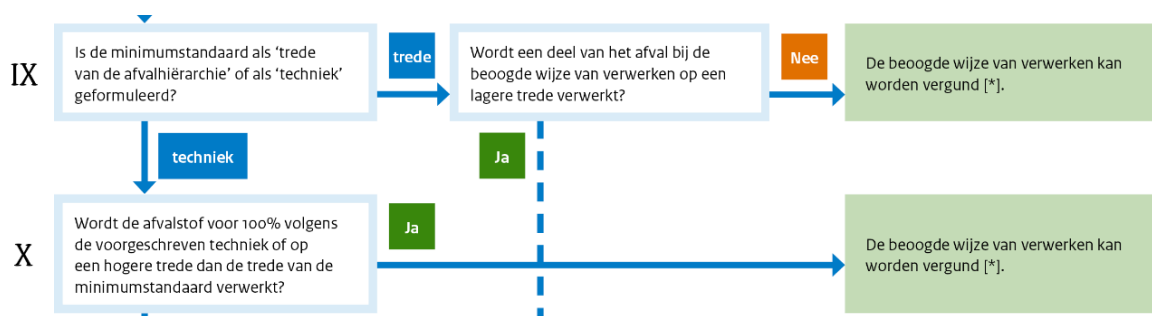 IX
Is de minimumstandaard als ‘trede
van de afvalhiërarchie’ of als ‘techniek’
geformuleerd?
trede
Wordt een deel van het afval bij de
beoogde wijze van verwerken op een
lagere trede verwerkt?
Nee
De beoogde wijze van verwerken kan
worden vergund [*].
techniek
Ja
X
Wordt de afvalstof voor 100% volgens
de voorgeschreven techniek of op
een hogere trede dan de trede van de
minimumstandaard verwerkt?
Ja
De beoogde wijze van verwerken kan
worden vergund [*].